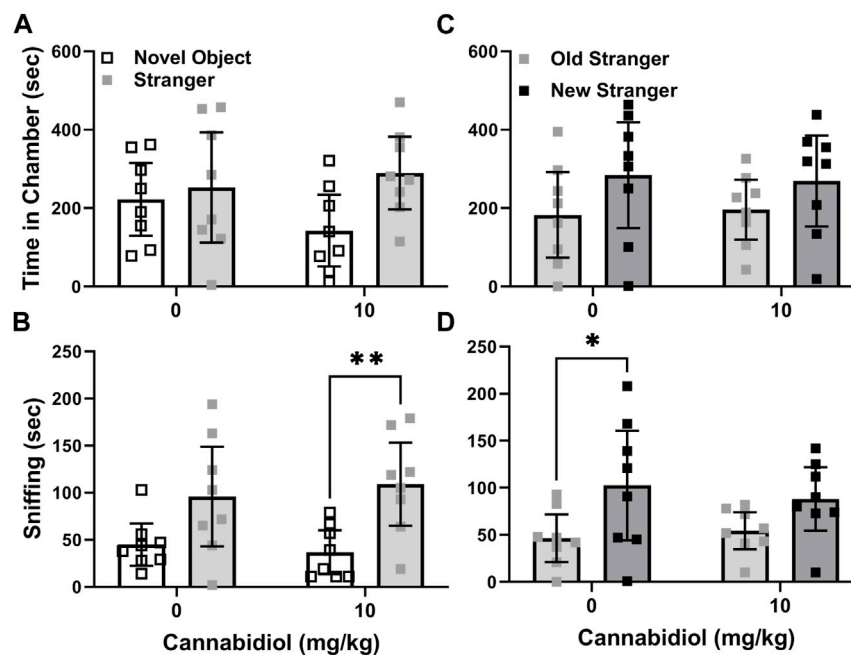 A
Time in Chamber (sec)
600
400
200
0
Novel Object
Stranger
0
10
C
600
400
200
0
Old Stranger
New Stranger
0
10
B
Sniffing (sec)
250
200
150
100
50
0
**
0
10
Cannabidiol (mg/kg)
D
250
200
150
100
50
0
*
0
10
Cannabidiol (mg/kg)